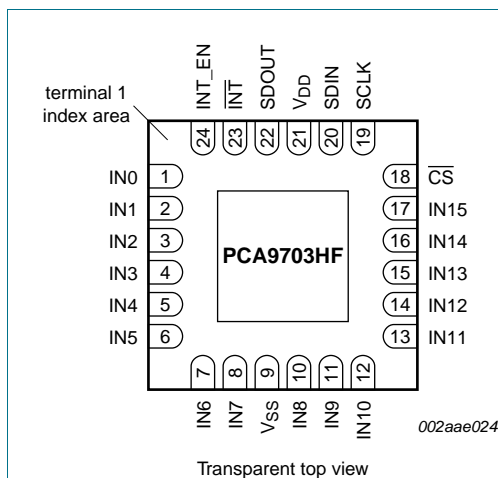 INT_EN
INT
SDOUT
VDD
SDIN
SCLK
terminal 1
index area
24
23
22
21
20
19
IN0 1
IN1 2
IN2 3
IN3 4
IN4 5
IN5 6
PCA9703HF
18 CS
17 IN15
16 IN14
15 IN13
14 IN12
13 IN11
7
8
9
10
11
12
IN6
IN7
VSS
IN8
IN9
IN10
002aae024
Transparent top view